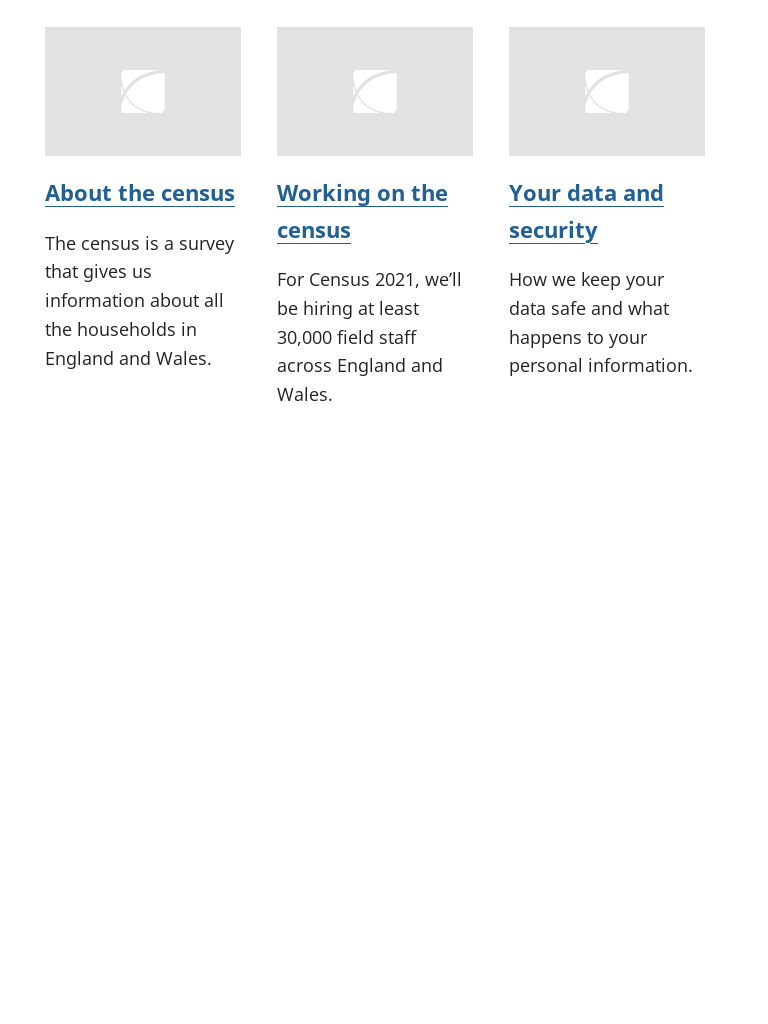 About the census
The census is a survey
that gives us
information about all
the households in
England and Wales.
Working on the
census
For Census 2021, we’ll
be hiring at least
30,000 field staff
across England and
Wales.
Your data and
security
How we keep your
data safe and what
happens to your
personal information.